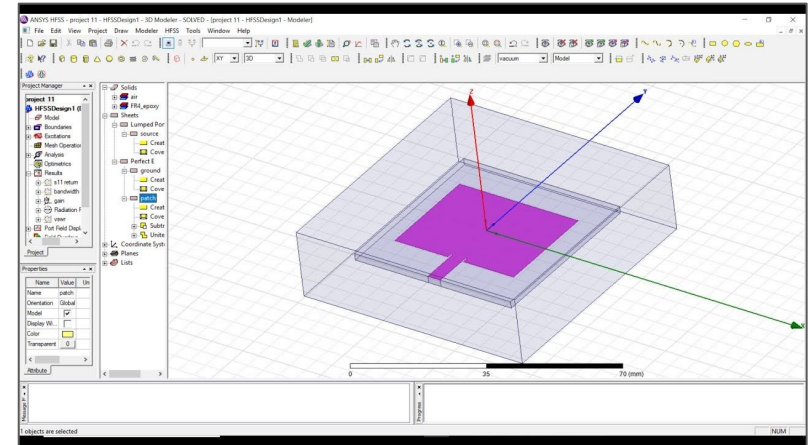 ANSYS HFSS - project 11 - HFSSDesign1 - 3D Modeler - SOLVED - [project 11 - HFSSDesign1 - Modeler]
File Edit View Project Draw Modeler HFSS Tools Window Help
XY 3D vacuum Model
Project Manager
project 11
HFSSDesign1 (
Model
Boundaries
Excitations
Mesh Operation
Analysis
Optimetrics
Results
s11 return
bandwidth
gain
Radiation F
vswr
Port Field Displ
Project
Solids
air
FR4_epoxy
Sheets
Lumped Por
source
Creat
Cove
Perfect E
ground
Creat
Cove
patch
Creat
Cove
Subtr
Unite
Coordinate Syst
Planes
Lists
Z
Y
X
0 35 70 (mm)
Properties
Name Value Un
Name patch
Orientation Global
Model
Display Wi...
Color
Transparent 0
Attribute
Message
Progress
1 objects are selected
NUM